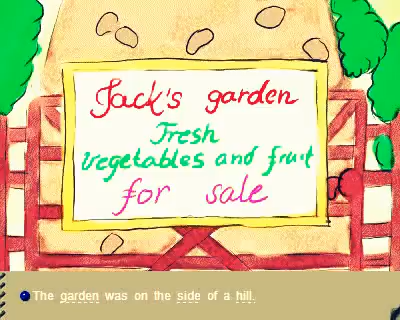 Jack's garden
Fresh
vegetables and fruit
for sale
The garden was on the side of a hill.